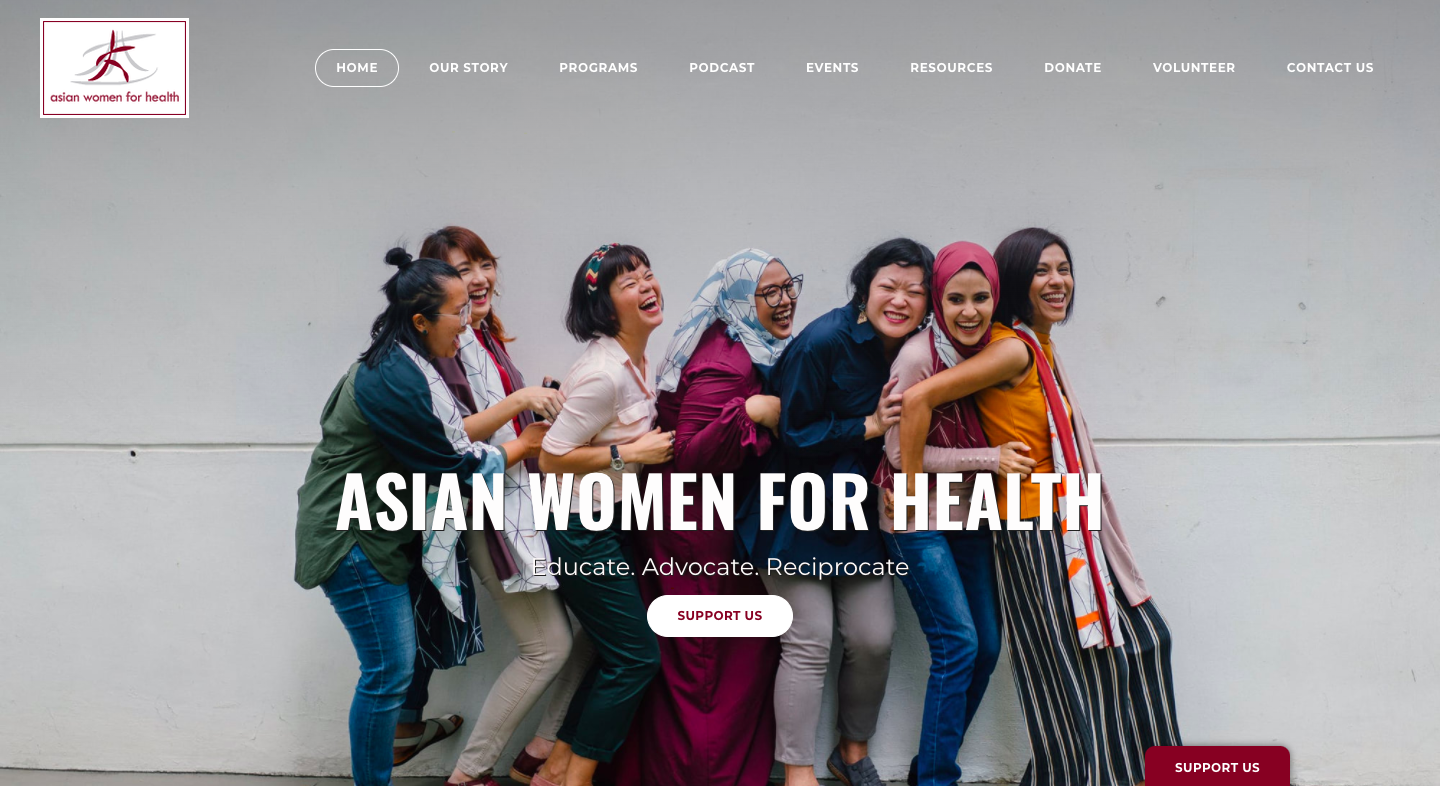 asian women for health
HOME OUR STORY PROGRAMS PODCAST EVENTS RESOURCES DONATE VOLUNTEER CONTACT US
ASIAN WOMEN FOR HEALTH
Educate. Advocate. Reciprocate
SUPPORT US
SUPPORT US